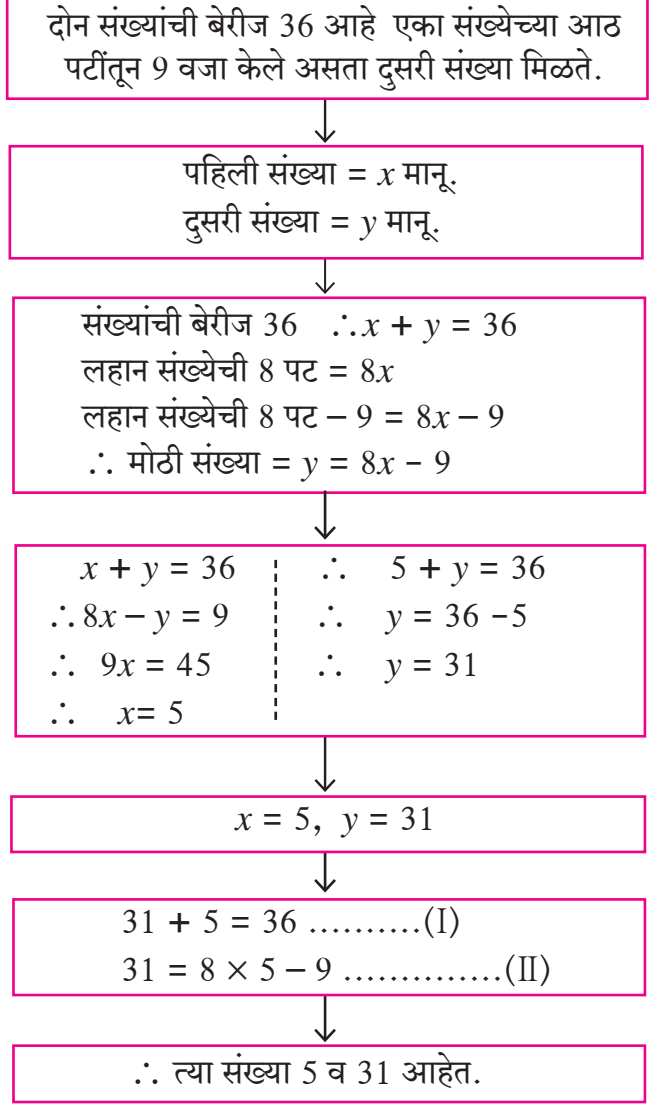 दोन संख्यांची बेरीज 36 आहे एका संख्येच्या आठ
पटींतून 9 वजा केले असता दुसरी संख्या मिळते.
पहिली संख्या = x मानू.
दुसरी संख्या = y मानू.
संख्यांची बेरीज 36 ∴x + y = 36
लहान संख्येची 8 पट = 8x
लहान संख्येची 8 पट – 9 = 8x – 9
∴ मोठी संख्या = y = 8x - 9
x + y = 36
∴8x – y = 9
∴ 9x = 45
∴ x= 5
∴ 5 + y = 36
∴ y = 36 -5
∴ y = 31
x = 5, y = 31
31 + 5 = 36 ..........(I)
31 = 8 × 5 – 9 ..............(II)
∴ त्या संख्या 5 व 31 आहेत.